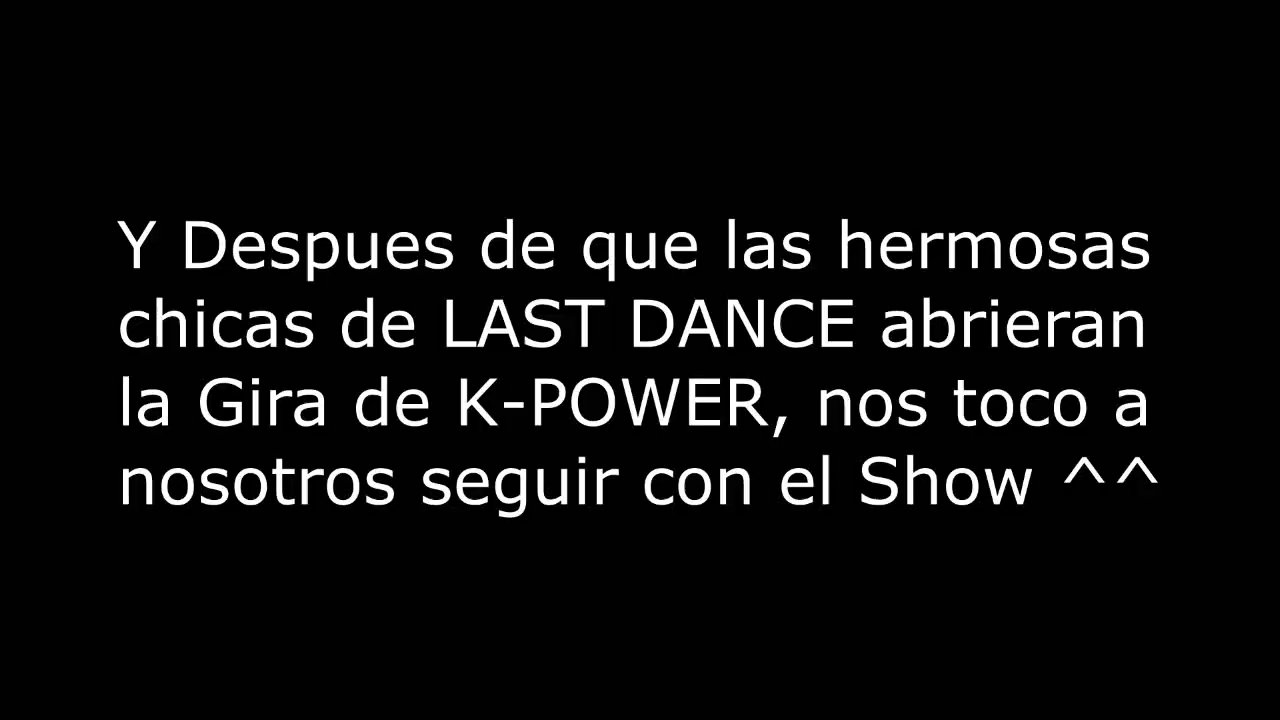 Y Despues de que las hermosas
chicas de LAST DANCE abrieran
la Gira de K-POWER, nos toco a
nosotros seguir con el Show ^^